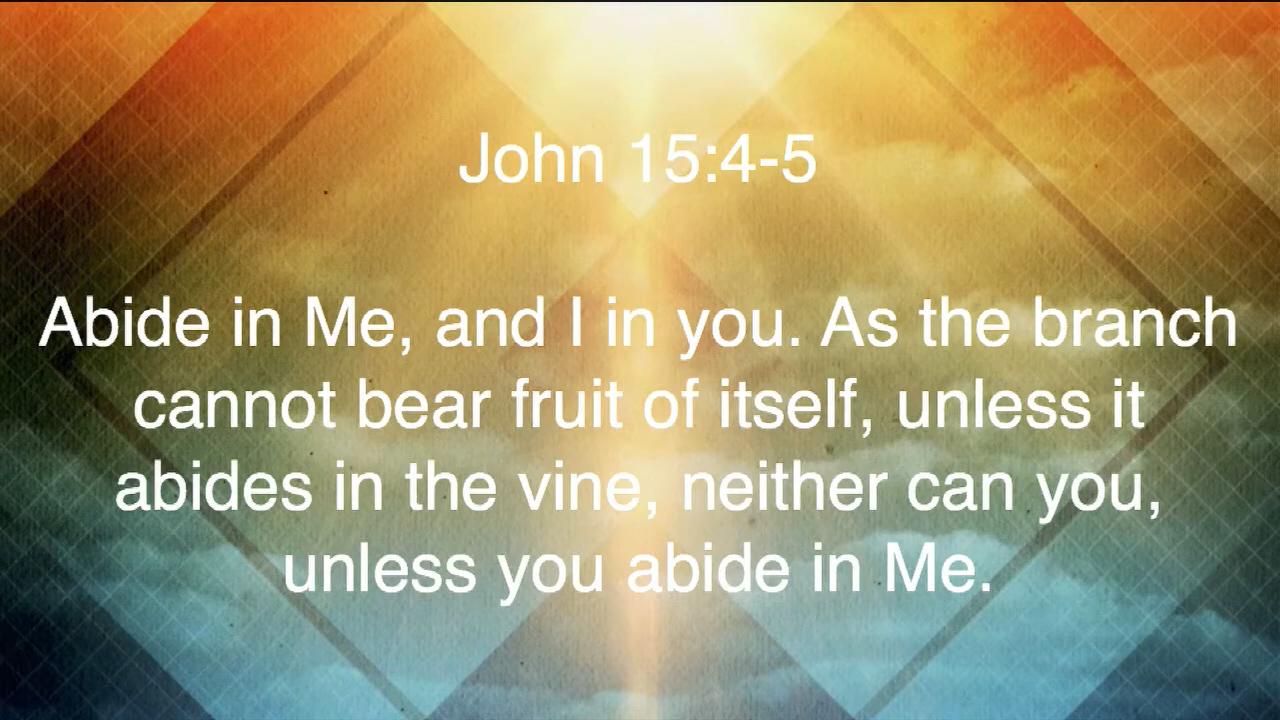 John 15:4-5
Abide in Me, and I in you. As the branch
cannot bear fruit of itself, unless it
abides in the vine, neither can you,
unless you abide in Me.